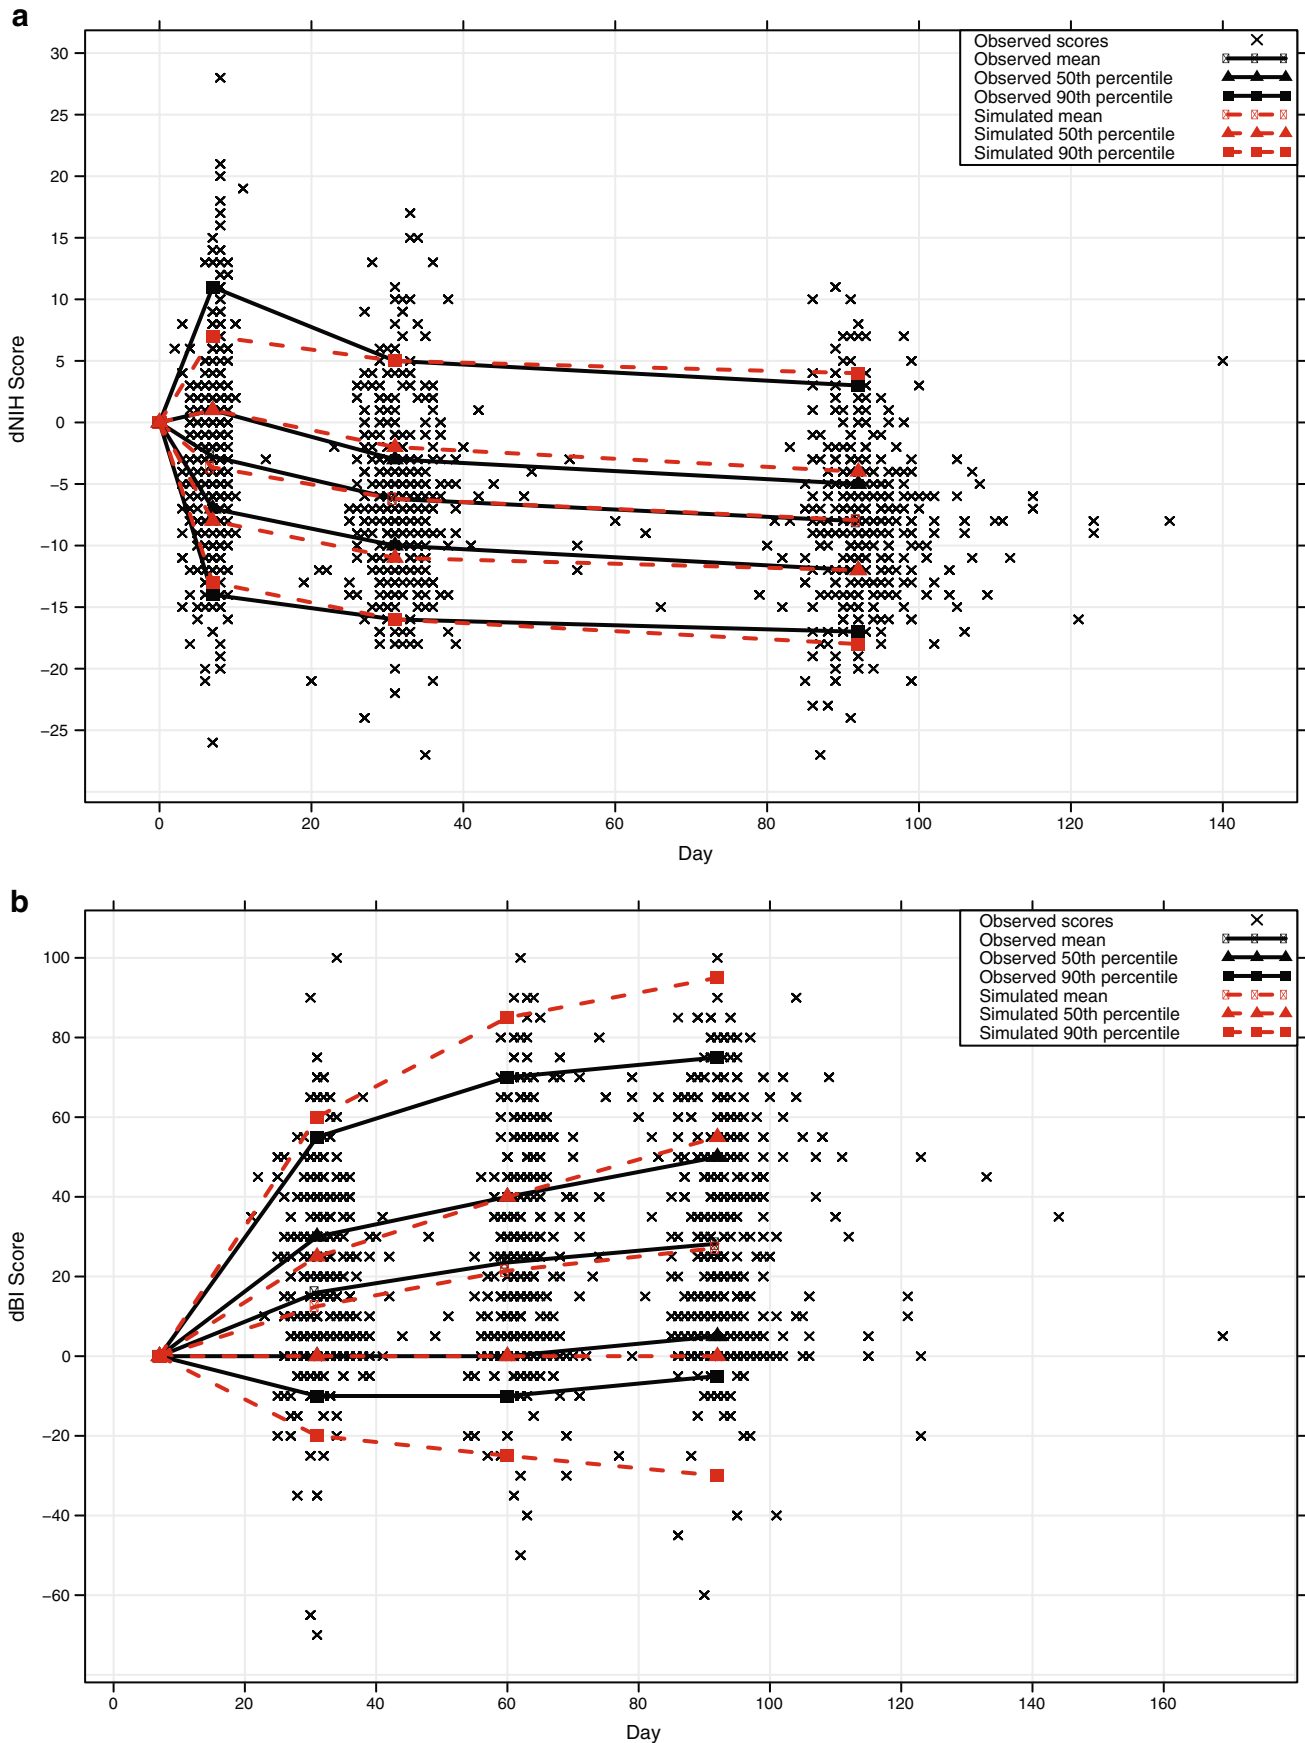 a
Observed scores
Observed mean
Observed 50th percentile
Observed 90th percentile
Simulated mean
Simulated 50th percentile
Simulated 90th percentile
30
25
20
15
10
5
0
−5
−10
−15
−20
−25
dNIH Score
0 20 40 60 80 100 120 140
Day
b
Observed scores
Observed mean
Observed 50th percentile
Observed 90th percentile
Simulated mean
Simulated 50th percentile
Simulated 90th percentile
100
80
60
40
20
0
−20
−40
−60
dBI Score
0 20 40 60 80 100 120 140 160
Day